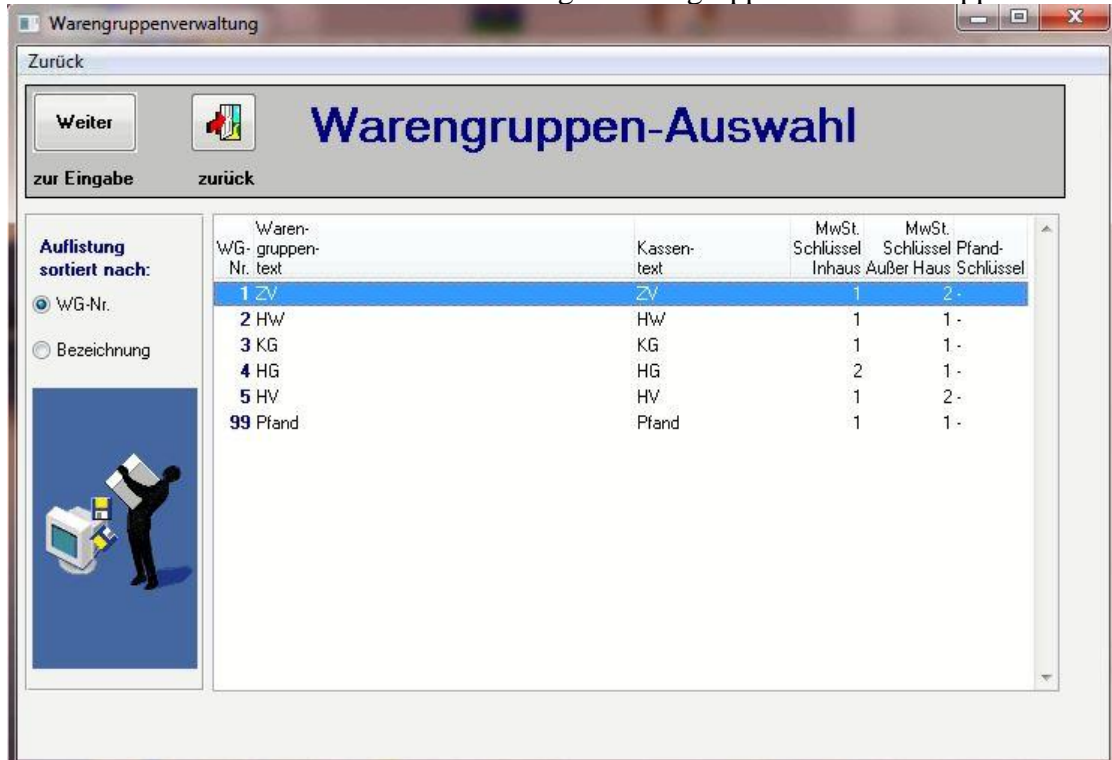 Warengruppenverwaltung
Zurück
Weiter
Warengruppen-Auswahl
zur Eingabe zurück
Auflistung
sortiert nach:
WG-Nr.
Bezeichnung
Waren- MwSt. MwSt.
WG- gruppen- Kassen- Schlüssel Schlüssel Pfand-
Nr. text text Inhaus Außer Haus Schlüssel
1 ZV ZV 1 2 -
2 HW HW 1 1 -
3 KG KG 1 1 -
4 HG HG 2 1 -
5 HV HV 1 2 -
99 Pfand Pfand 1 1 -